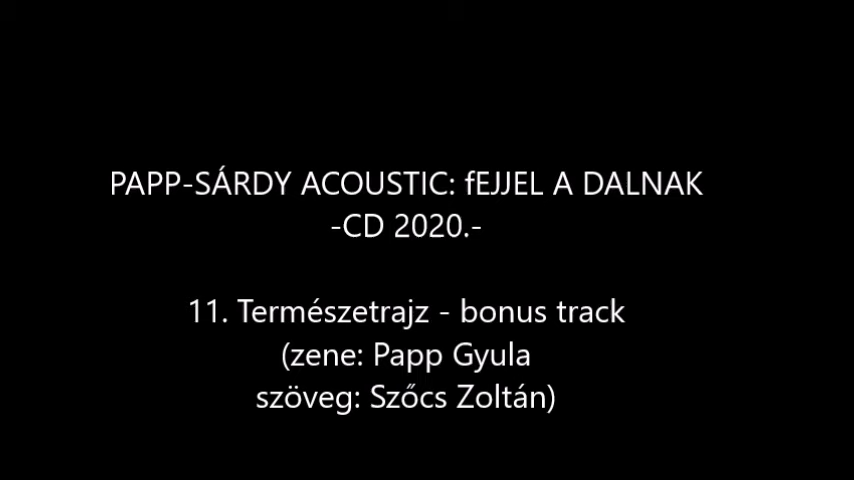 PAPP-SÁRDY ACOUSTIC: fEJJEL A DALNAK
-CD 2020.-
11. Természetrajz - bonus track
(zene: Papp Gyula
szöveg: Szőcs Zoltán)